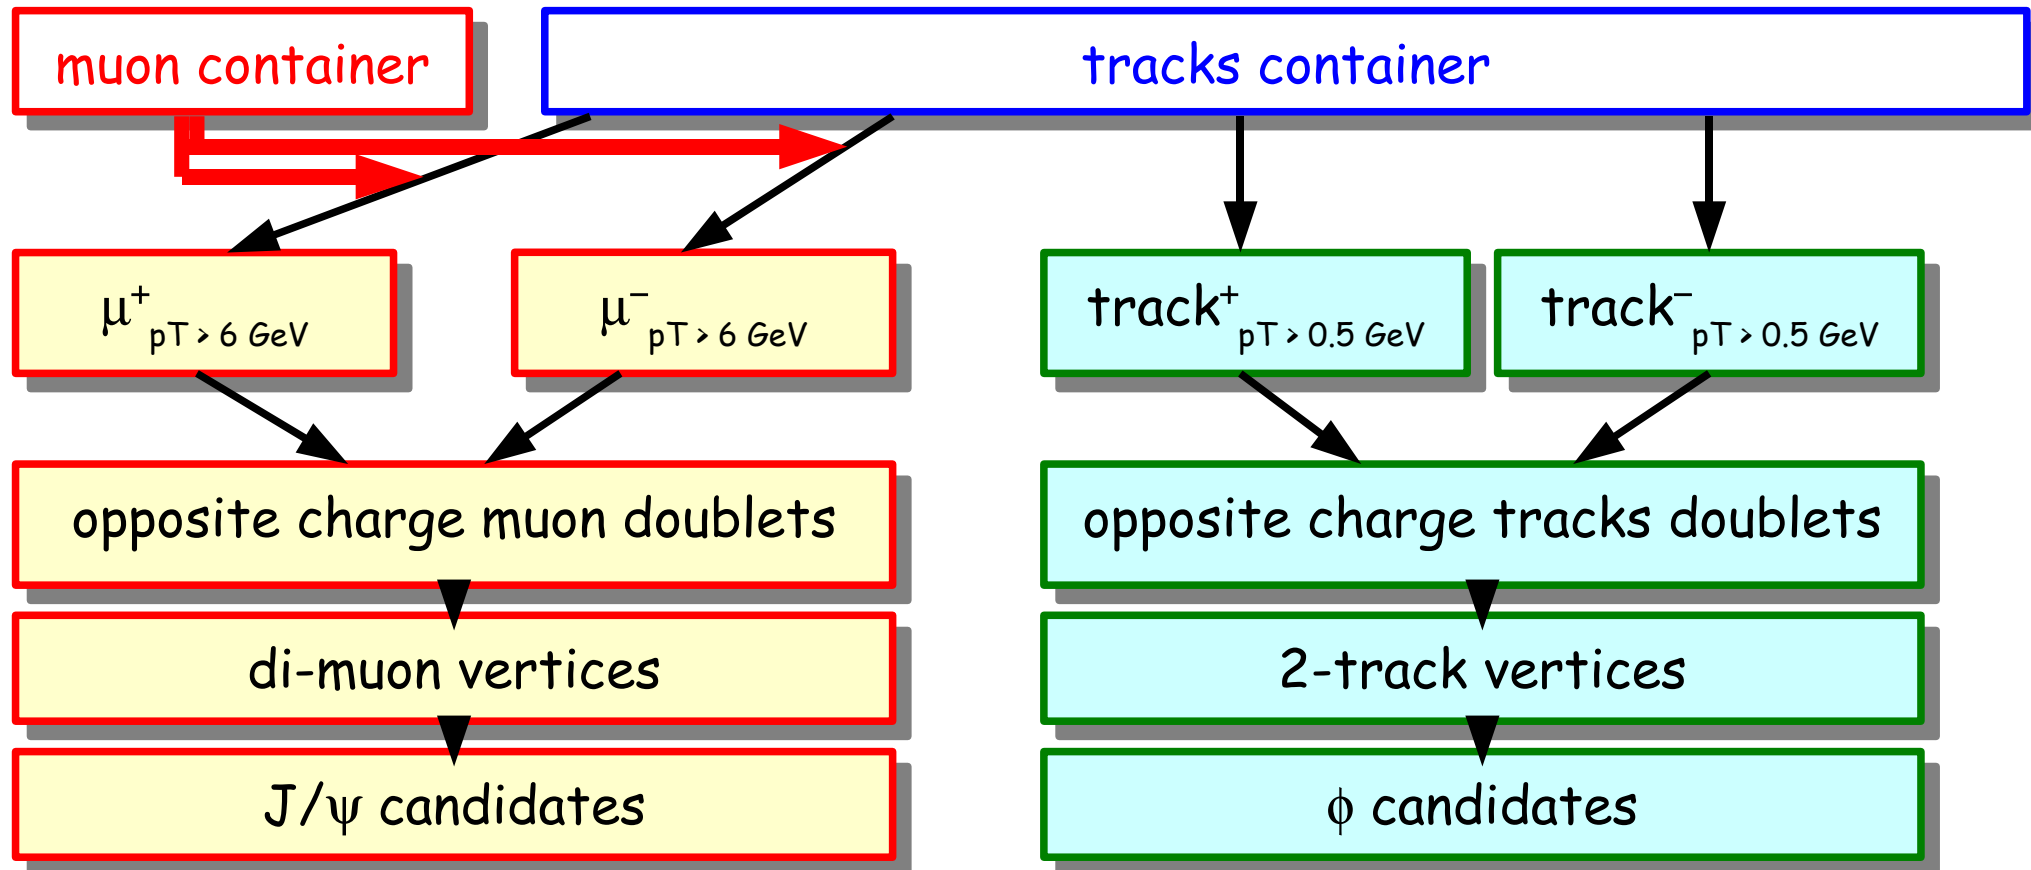 muon container
tracks container
μ⁺ pT > 6 GeV
μ⁻ pT > 6 GeV
track⁺ pT > 0.5 GeV
track⁻ pT > 0.5 GeV
opposite charge muon doublets
opposite charge tracks doublets
di-muon vertices
2-track vertices
J/ψ candidates
ϕ candidates